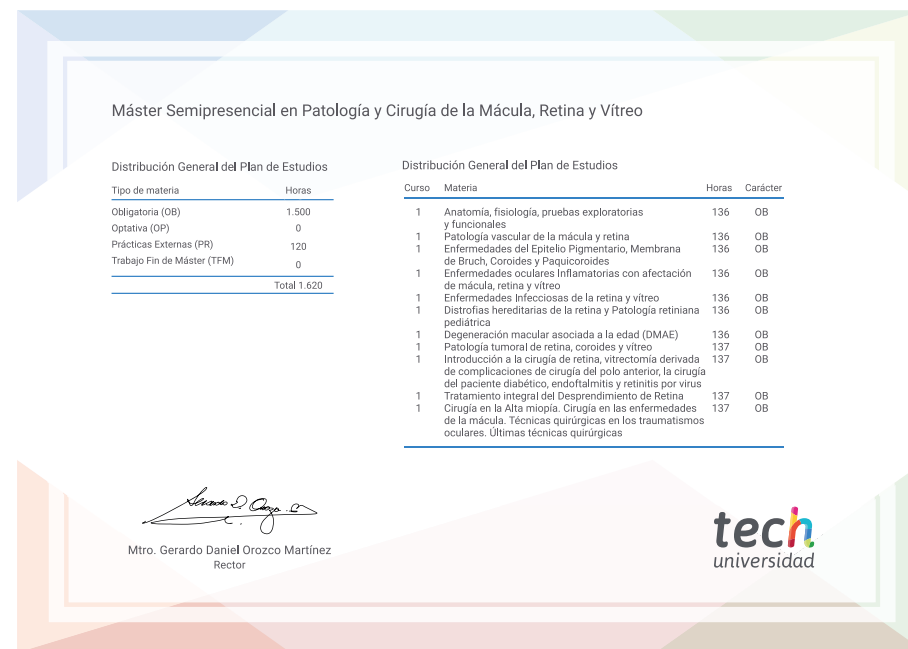 Máster Semipresencial en Patología y Cirugía de la Mácula, Retina y Vítreo
Distribución General del Plan de Estudios
Tipo de materia Horas
Obligatoria (OB) 1.500
Optativa (OP) 0
Prácticas Externas (PR) 120
Trabajo Fin de Máster (TFM) 0
Total 1.620
Distribución General del Plan de Estudios
Curso Materia Horas Carácter
1 Anatomía, fisiología, pruebas exploratorias 136 OB
y funcionales
1 Patología vascular de la mácula y retina 136 OB
1 Enfermedades del Epitelio Pigmentario, Membrana 136 OB
de Bruch, Coroides y Paquicoroides
1 Enfermedades oculares Inflamatorias con afectación 136 OB
de mácula, retina y vítreo
1 Enfermedades Infecciosas de la retina y vítreo 136 OB
1 Distrofias hereditarias de la retina y Patología retiniana 136 OB
pediátrica
1 Degeneración macular asociada a la edad (DMAE) 136 OB
1 Patología tumoral de retina, coroides y vítreo 137 OB
1 Introducción a la cirugía de retina, vitrectomía derivada 137 OB
de complicaciones de cirugía del polo anterior, la cirugía
del paciente diabético, endoftalmitis y retinitis por virus
1 Tratamiento integral del Desprendimiento de Retina 137 OB
1 Cirugía en la Alta miopía. Cirugía en las enfermedades 137 OB
de la mácula. Técnicas quirúrgicas en los traumatismos
oculares. Últimas técnicas quirúrgicas
Mtro. Gerardo Daniel Orozco Martínez
Rector
tech
universidad